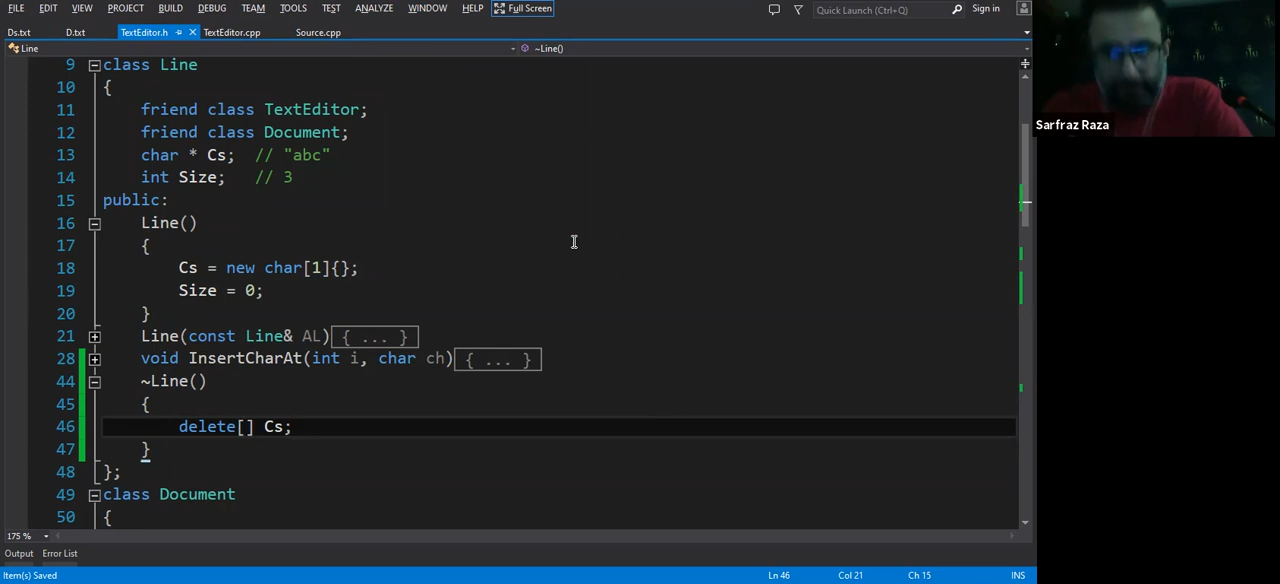 FILE EDIT VIEW PROJECT BUILD DEBUG TEAM TOOLS TEST ANALYZE WINDOW HELP Full Screen Quick Launch (Ctrl+Q) Sign in
Ds.txt D.txt TextEditor.h TextEditor.cpp Source.cpp
Line ~Line()
9 class Line
10 {
11 friend class TextEditor;
12 friend class Document;
13 char * Cs; // "abc"
14 int Size; // 3
15 public:
16 Line()
17 {
18 Cs = new char[1]{};
19 Size = 0;
20 }
21 Line(const Line& AL){ ... }
28 void InsertCharAt(int i, char ch){ ... }
44 ~Line()
45 {
46 delete[] Cs;
47 }
48 };
49 class Document
50 {
175 %
Output Error List
Item(s) Saved Ln 46 Col 21 Ch 15 INS
Sarfraz Raza